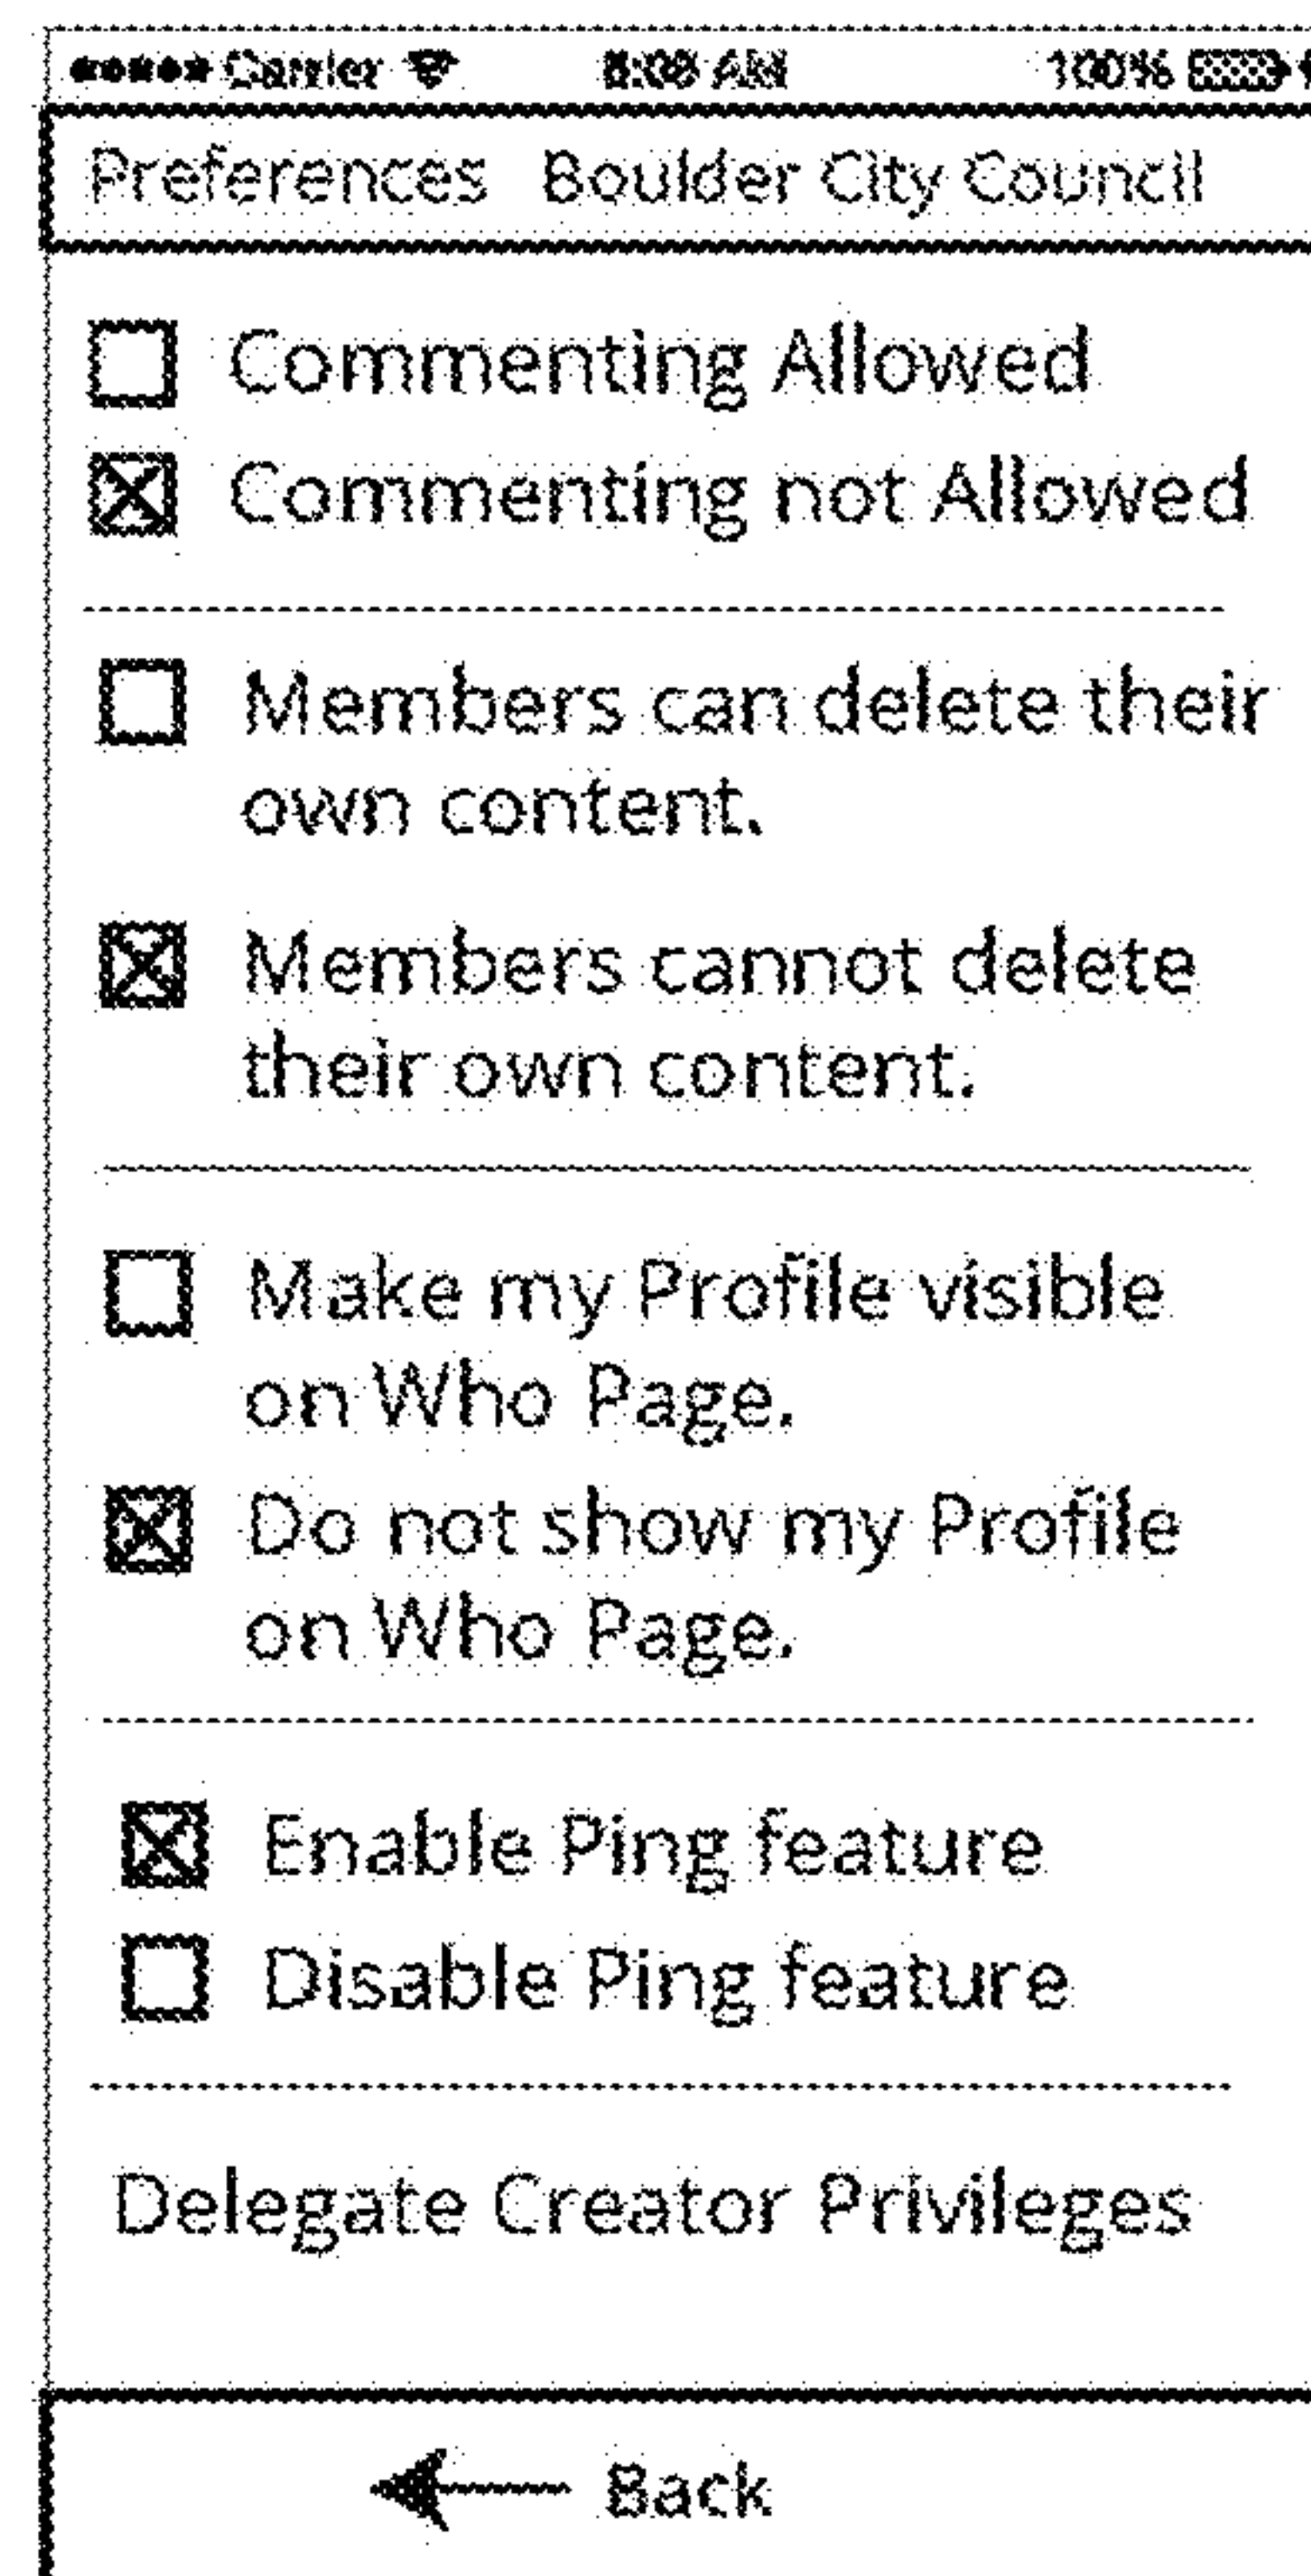 Carrier 8:08 AM 100%
Preferences Boulder City Council
Commenting Allowed
Commenting not Allowed
Members can delete their
own content.
Members cannot delete
their own content.
Make my Profile visible
on Who Page.
Do not show my Profile
on Who Page.
Enable Ping feature
Disable Ping feature
Delegate Creator Privileges
Back